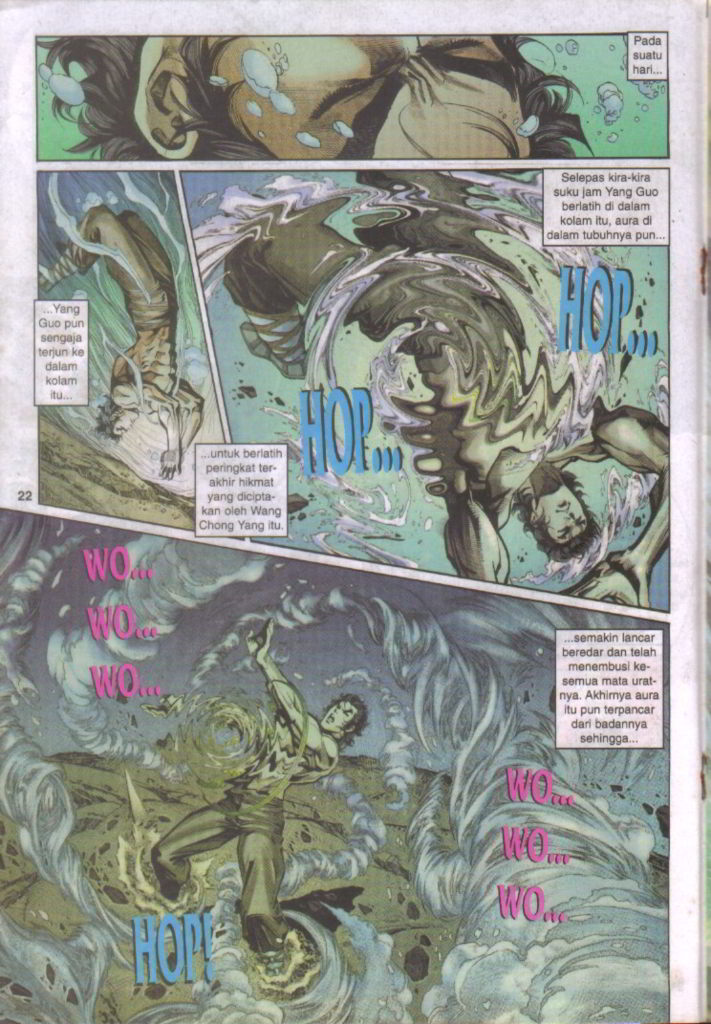 Pada
suatu
hari...
...Yang
Guo pun
sengaja
terjun ke
dalam
kolam
itu...
...untuk berlatih
peringkat ter-
akhir hikmat
yang dicipta-
kan oleh Wang
Chong Yang itu.
Selepas kira-kira
suku jam Yang Guo
berlatih di dalam
kolam itu, aura di
dalam tubuhnya pun...
HOP...
HOP...
22
WO...
WO...
WO...
...semakin lancar
beredar dan telah
menembusi ke-
semua mata urat-
nya. Akhirnya aura
itu pun terpancar
dari badannya
sehingga...
WO...
WO...
WO...
HOP!